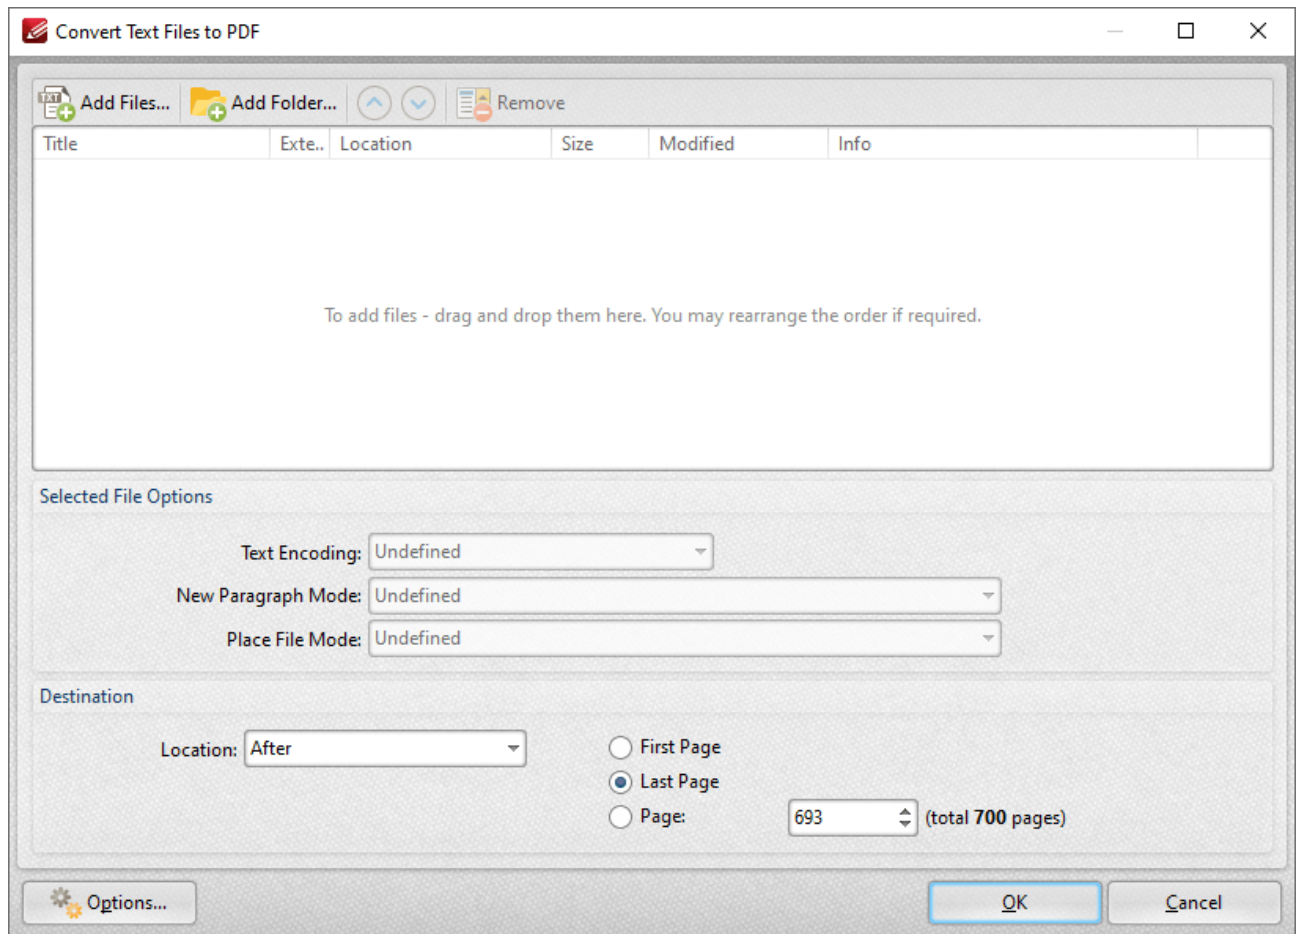 Convert Text Files to PDF
TXT Add Files... Add Folder... Remove
Title Exte.. Location Size Modified Info
To add files - drag and drop them here. You may rearrange the order if required.
Selected File Options
Text Encoding: Undefined
New Paragraph Mode: Undefined
Place File Mode: Undefined
Destination
Location: After
First Page
Last Page
Page: 693 (total 700 pages)
Options... OK Cancel